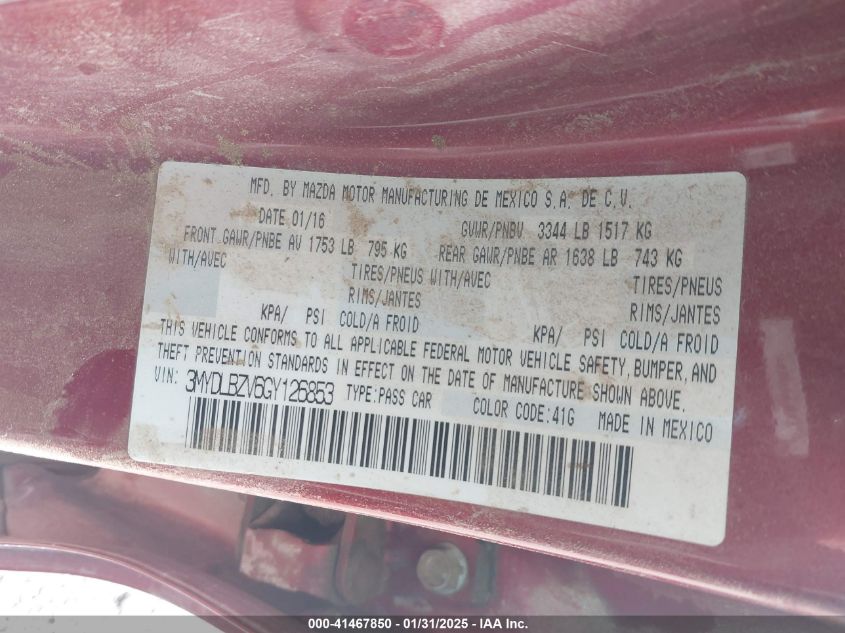 MFD. BY MAZDA MOTOR MANUFACTURING DE MEXICO S.A. DE C.V.
DATE 01/16 GVWR/PNBV 3344 LB 1517 KG
FRONT GAWR/PNBE AV 1753 LB 795 KG REAR GAWR/PNBE AR 1638 LB 743 KG
WITH/AVEC TIRES/PNEUS WITH/AVEC TIRES/PNEUS
RIMS/JANTES RIMS/JANTES
KPA/ PSI COLD/A FROID KPA/ PSI COLD/A FROID
THIS VEHICLE CONFORMS TO ALL APPLICABLE FEDERAL MOTOR VEHICLE SAFETY, BUMPER, AND
THEFT PREVENTION STANDARDS IN EFFECT ON THE DATE OF MANUFACTURE SHOWN ABOVE.
VIN: 3MYDLBZV6GY126853 TYPE:PASS CAR COLOR CODE:41G MADE IN MEXICO
000-41467850 - 01/31/2025 - IAA Inc.